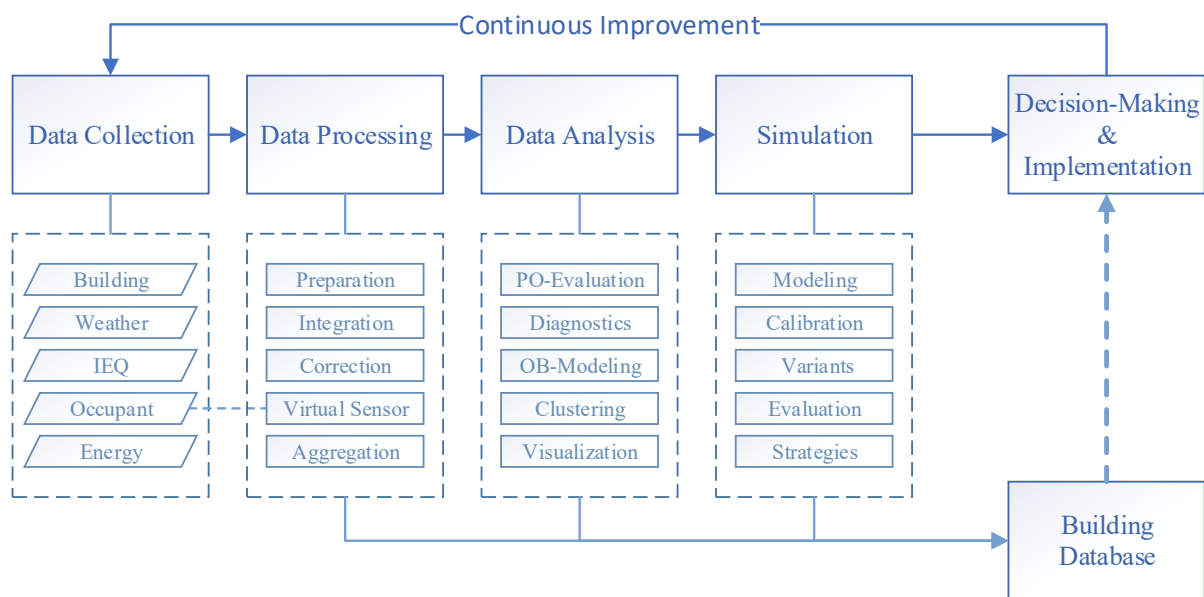 Continuous Improvement
Data Collection
Data Processing
Data Analysis
Simulation
Decision-Making
&
Implementation
Building
Weather
IEQ
Occupant
Energy
Preparation
Integration
Correction
Virtual Sensor
Aggregation
PO-Evaluation
Diagnostics
OB-Modeling
Clustering
Visualization
Modeling
Calibration
Variants
Evaluation
Strategies
Building
Database